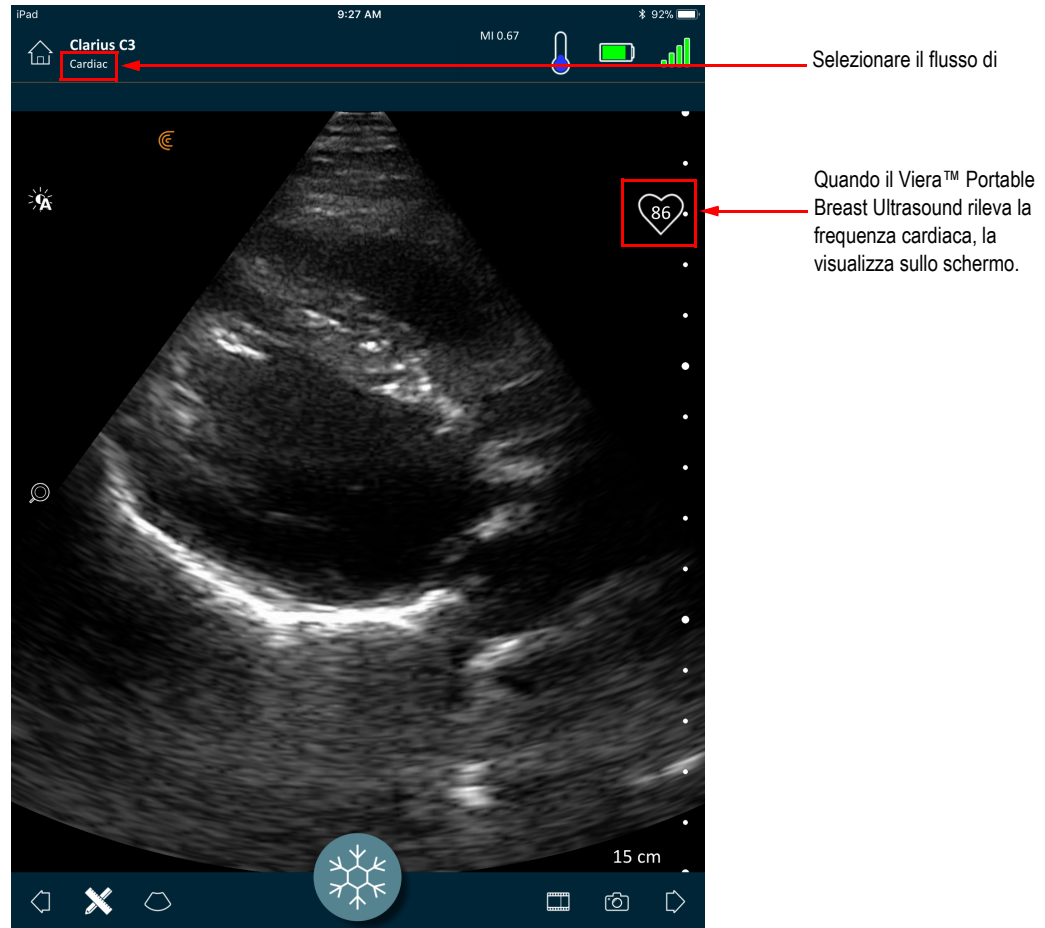 iPad
9:27 AM
92%
Clarius C3
Cardiac
MI 0.67
A
86
15 cm
Selezionare il flusso di
Quando il Viera™ Portable
Breast Ultrasound rileva la
frequenza cardiaca, la
visualizza sullo schermo.